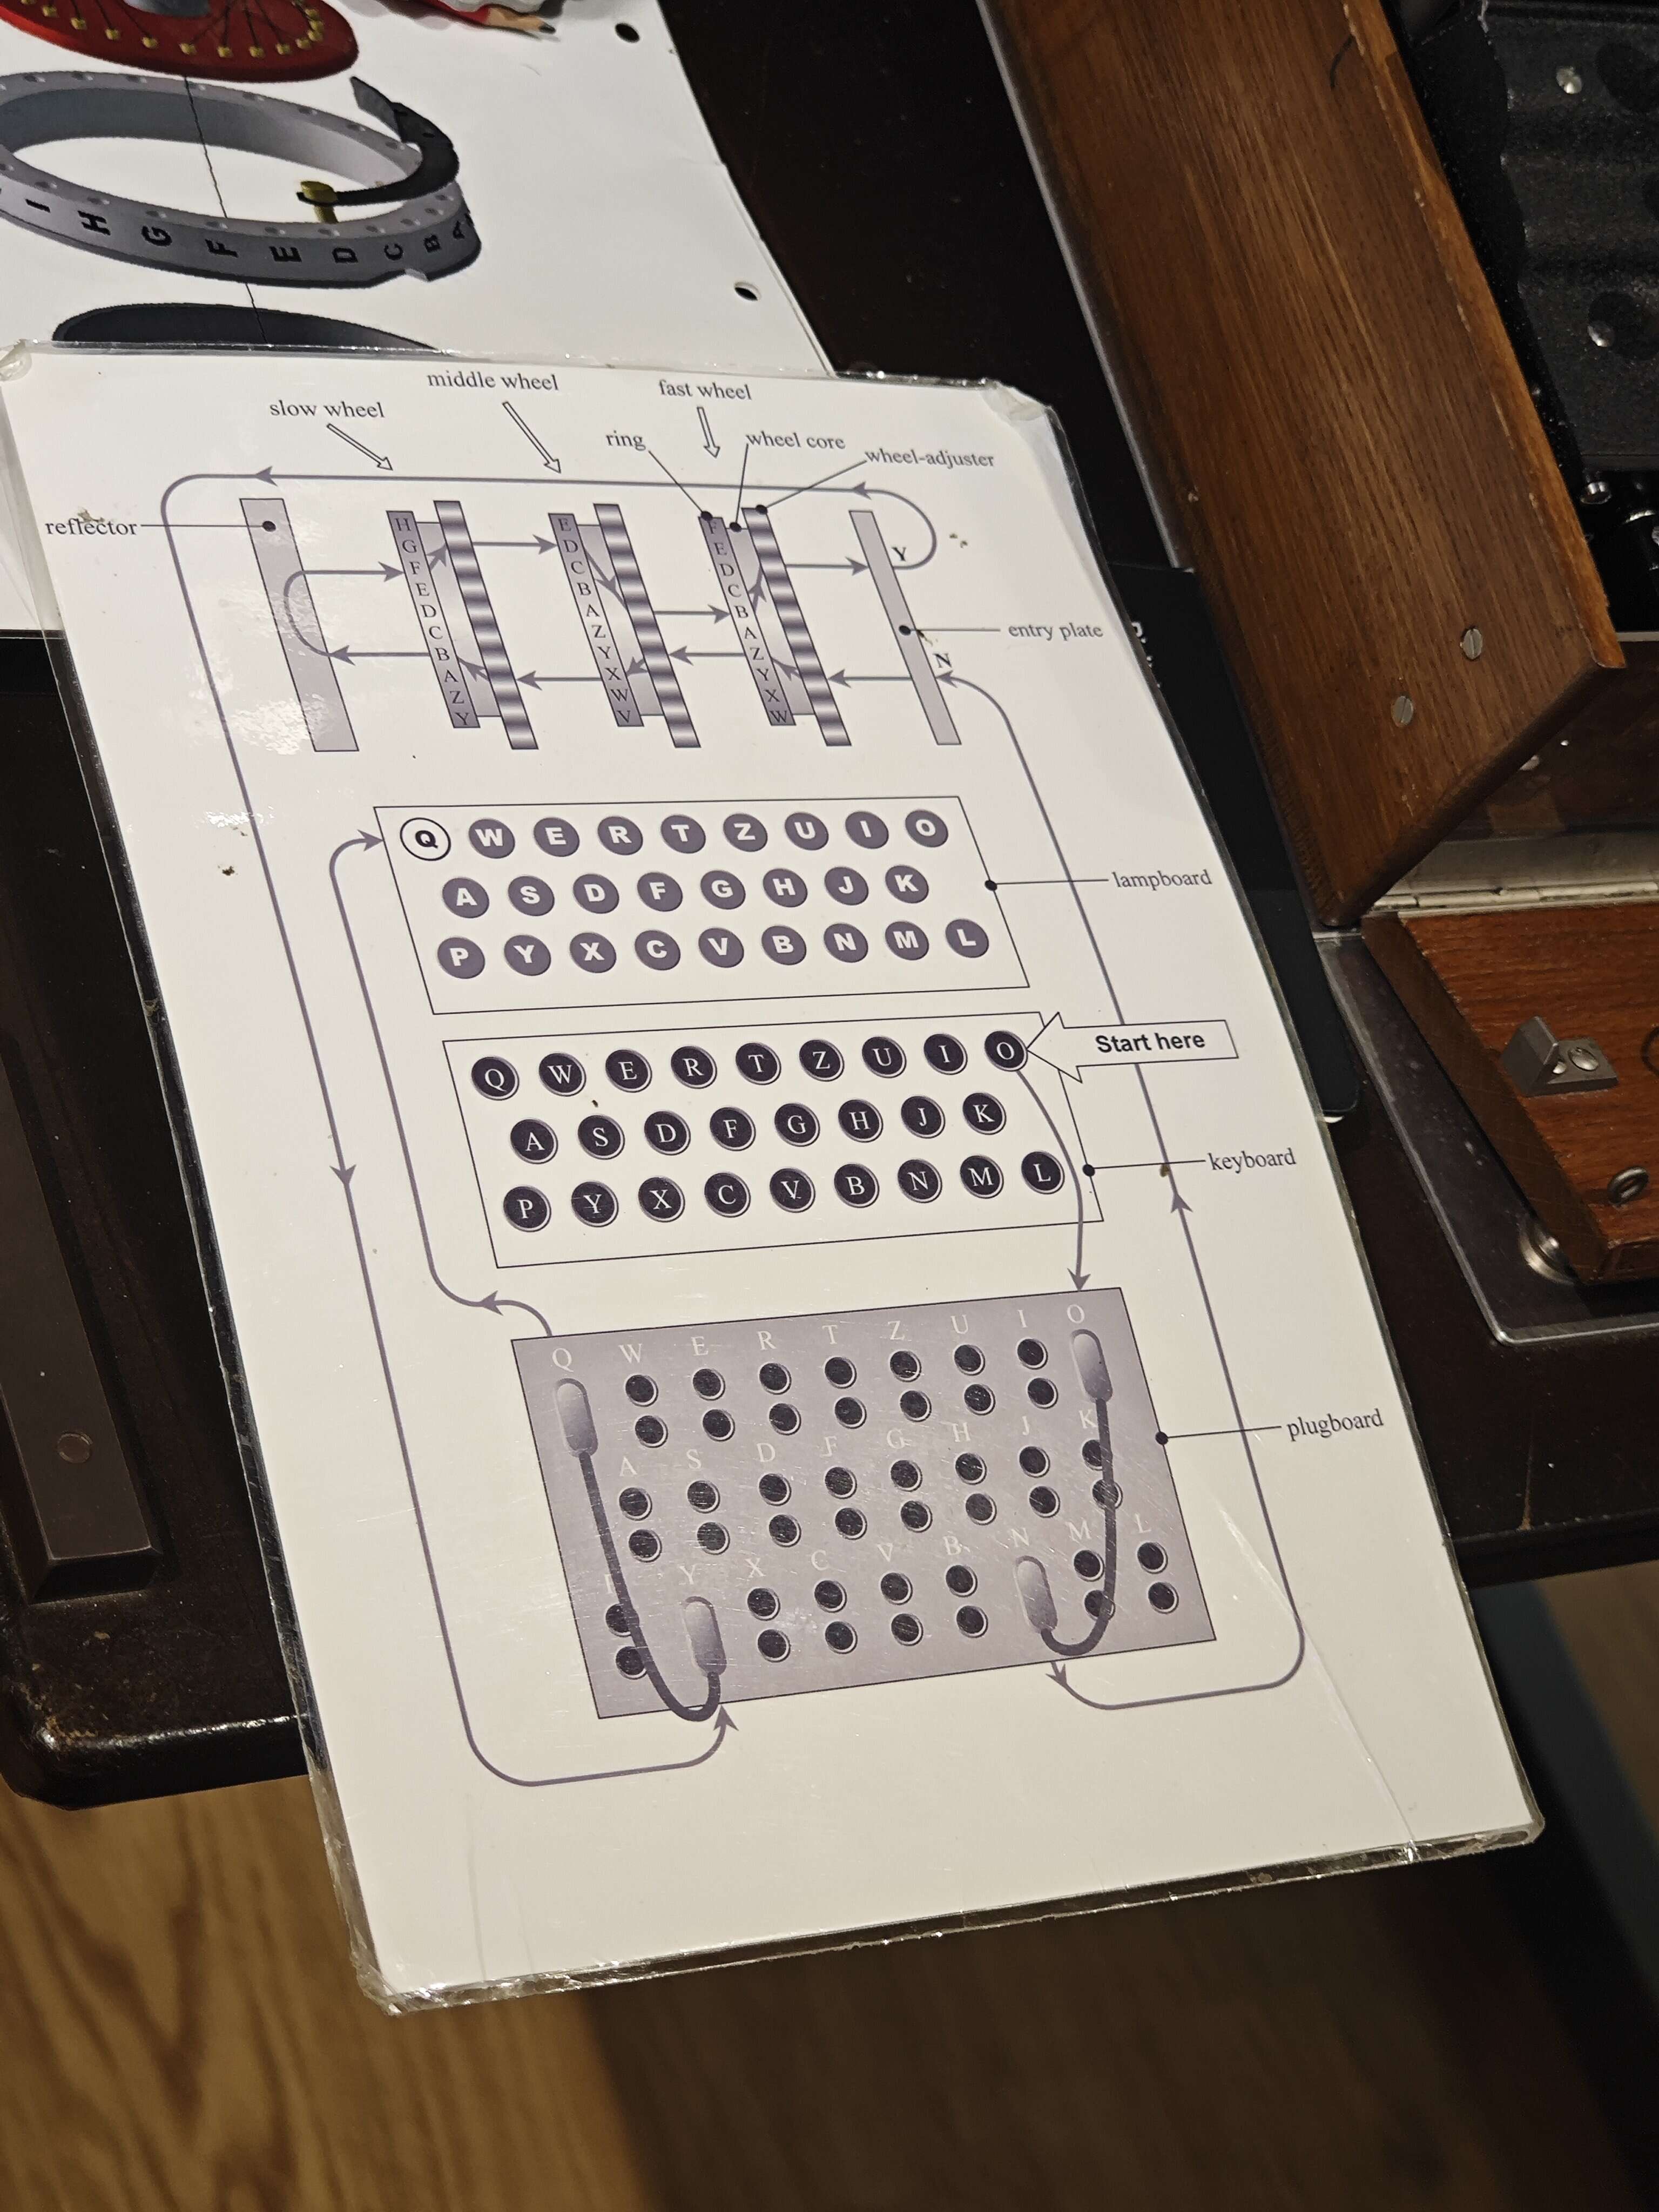 I H G F E D C B A
middle wheel
fast wheel
slow wheel
ring
wheel core
wheel-adjuster
reflector
H G F E D C B A Z Y
E D C B A Z Y X W V
F E D C B A Z Y X W
Y
entry plate
N
Q W E R T Z U I O
A S D F G H J K
lampboard
P Y X C V B N M L
Start here
Q W E R T Z U I O
A S D F G H J K
keyboard
P Y X C V B N M L
Q W E R T Z U I O
A S D F G H J K
plugboard
Y X C V B N M L